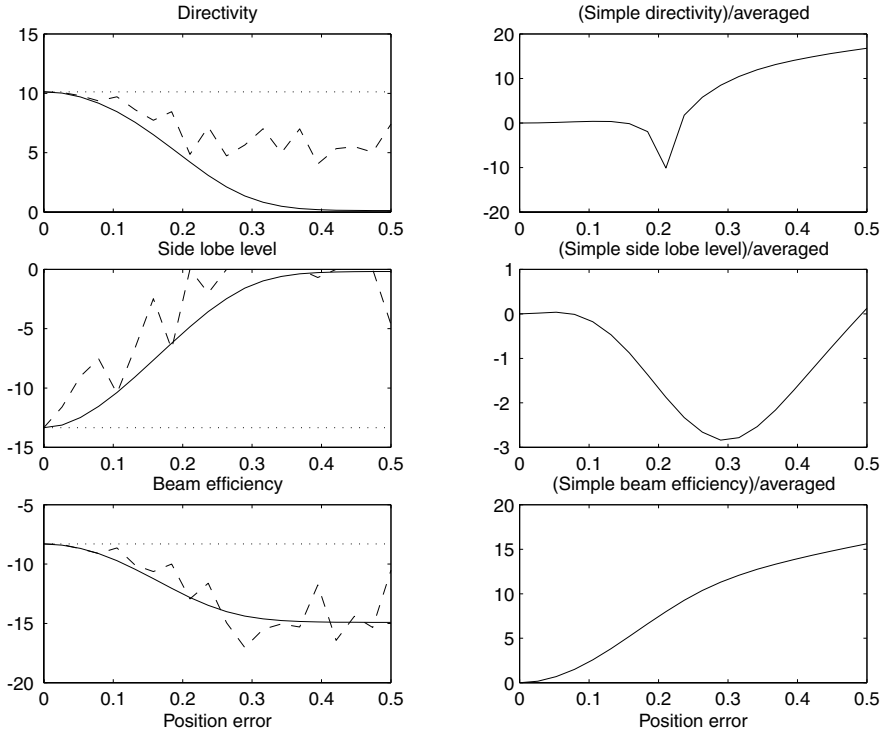 Directivity
15
10
5
0
0 0.1 0.2 0.3 0.4 0.5
(Simple directivity)/averaged
20
10
0
-10
-20
0 0.1 0.2 0.3 0.4 0.5
Side lobe level
0
-5
-10
-15
0 0.1 0.2 0.3 0.4 0.5
(Simple side lobe level)/averaged
1
0
-1
-2
-3
0 0.1 0.2 0.3 0.4 0.5
Beam efficiency
-5
-10
-15
-20
0 0.1 0.2 0.3 0.4 0.5
Position error
(Simple beam efficiency)/averaged
20
15
10
5
0
0 0.1 0.2 0.3 0.4 0.5
Position error